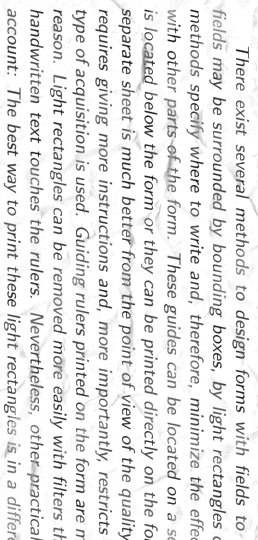 There exist several methods to design forms with fields to
fields may be surrounded by bounding boxes, by light rectangles
methods specify where to write and, therefore, minimize the effec
with other parts of the form. These guides can be located on a
is located below the form or they can be printed directly on the fo
separate sheet is much better from the point of view of the quality
requires giving more instructions and, more importantly, restricts
type of acquisition is used. Guiding rulers printed on the form are
reason. Light rectangles can be removed more easily with filters
handwritten text touches the rulers. Nevertheless, other practical
account: The best way to print these light rectangles is in a differ